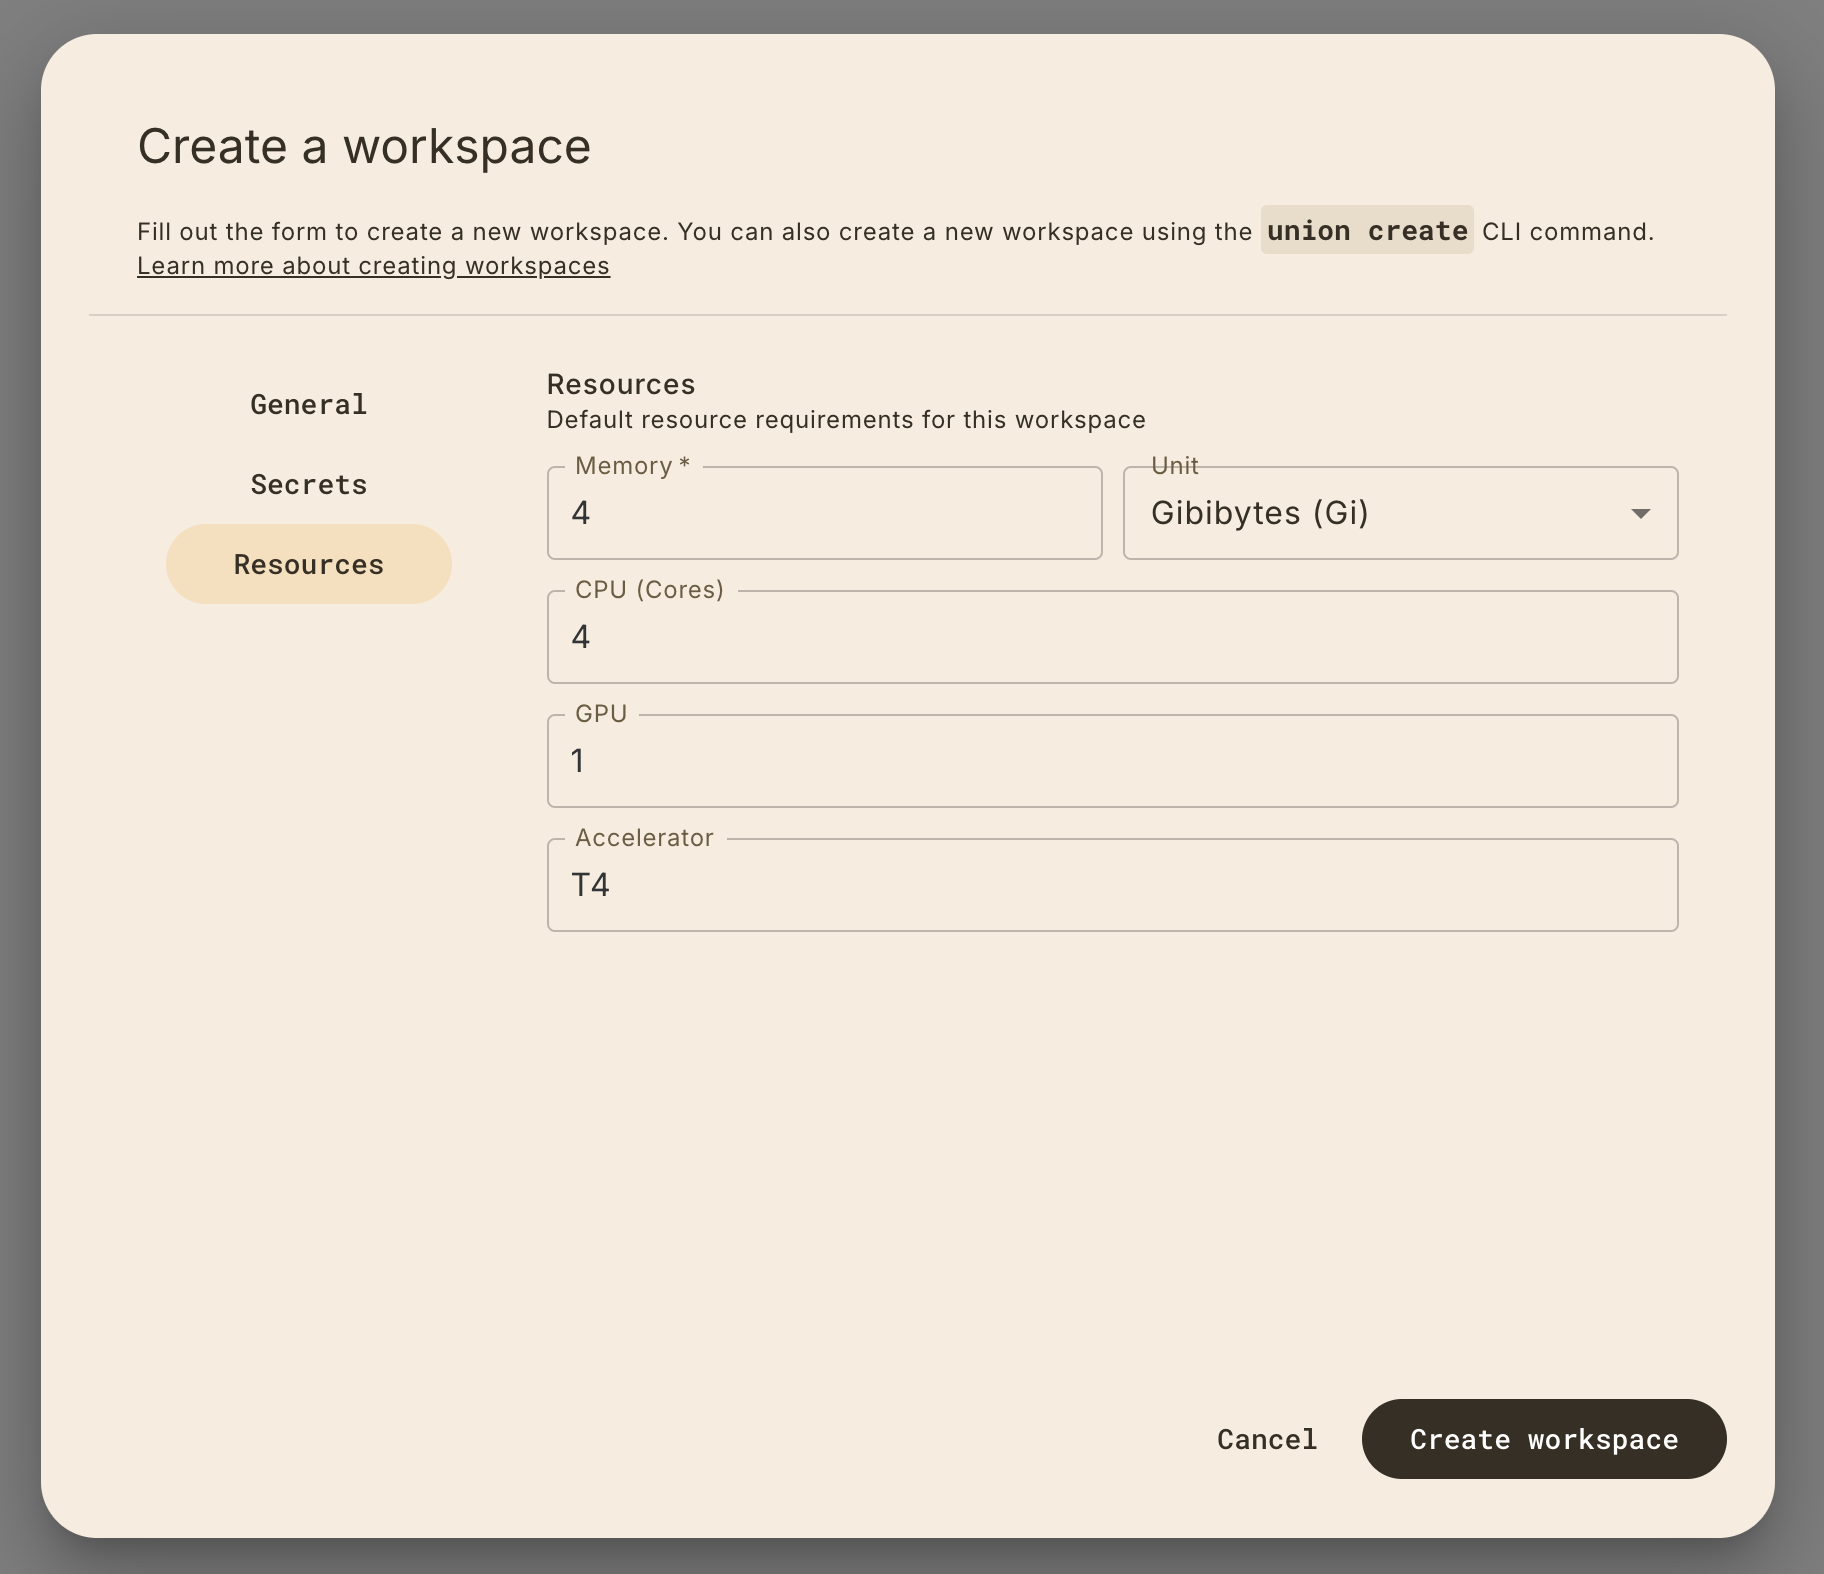 Create a workspace
Fill out the form to create a new workspace. You can also create a new workspace using the union create CLI command.
Learn more about creating workspaces
General
Secrets
Resources
Resources
Default resource requirements for this workspace
Memory *
4
Unit
Gibibytes (Gi)
CPU (Cores)
4
GPU
1
Accelerator
T4
Cancel
Create workspace